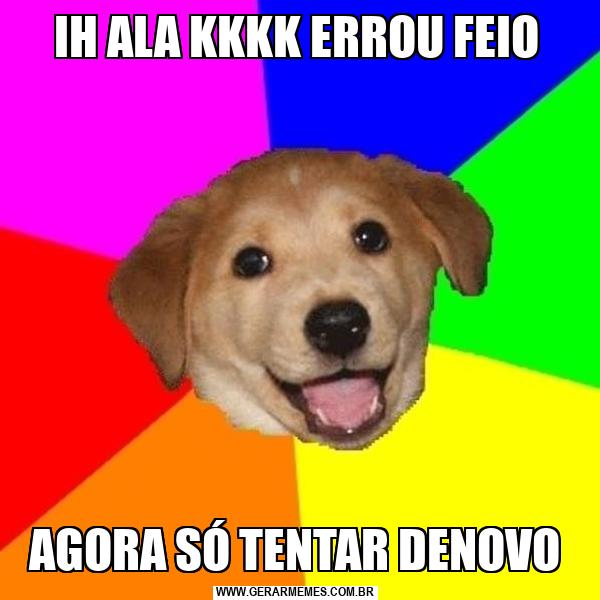 IH ALA KKKK ERROU FEIO
AGORA SÓ TENTAR DENOVO
WWW.GERARMEMES.COM.BR